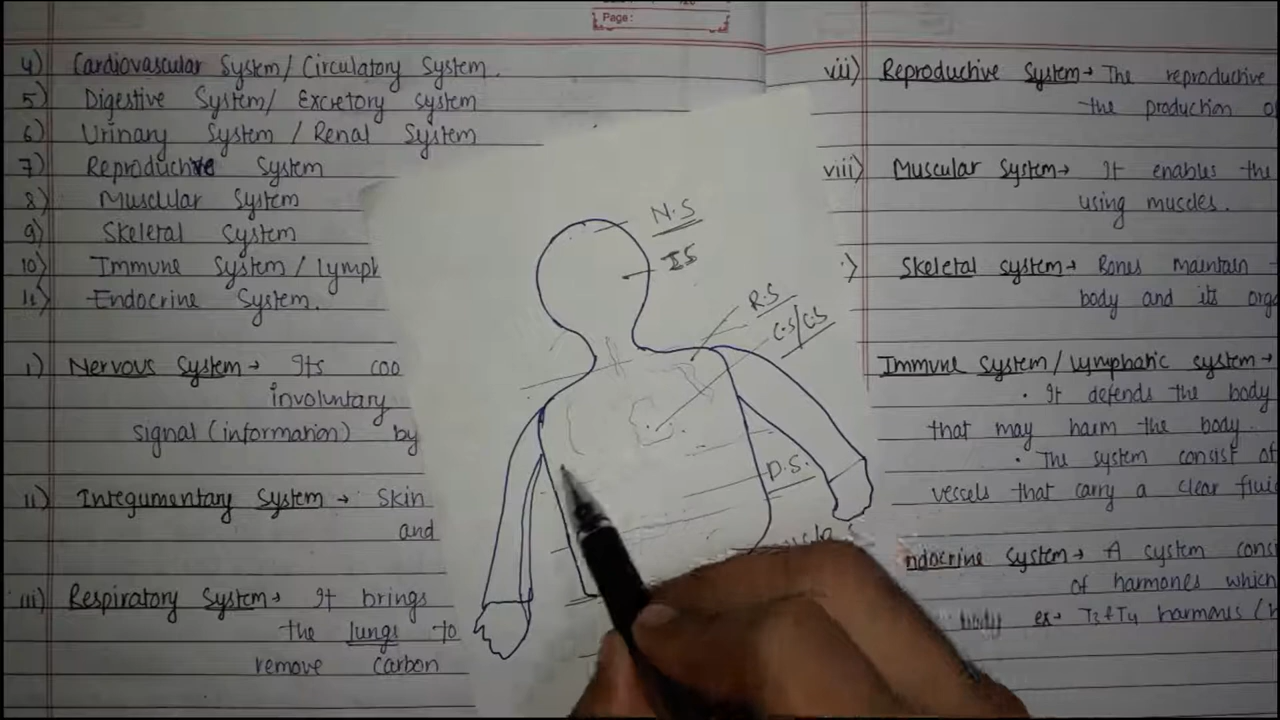 Page:
4) Cardiovascular System/ Circulatory System.
5) Digestive System/ Excretory system
6) Urinary System / Renal System
7) Reproductive System
8) Muscular System
9) Skeletal System
10) Immune System / Lymph
11) Endocrine System.
i) Nervous System → Its coo
involuntary
signal (information) by
ii) Integumentary System → Skin
and
iii) Respiratory System → It brings
the lungs to
remove carbon
N.S
IS
R.S
C.S/C.S
D.S.
vii) Reproductive System → The reproductive
the production o
viii) Muscular System → It enables the
using muscles.
Skeletal system → Bones maintain
body and its orga
Immune system / lymphatic system →
· It defends the body
that may harm the body.
· The system consist of
vessels that carry a clear flui
ndocrine system → A system cons
of harmones which
body ex→ T3 & T4 harmones (